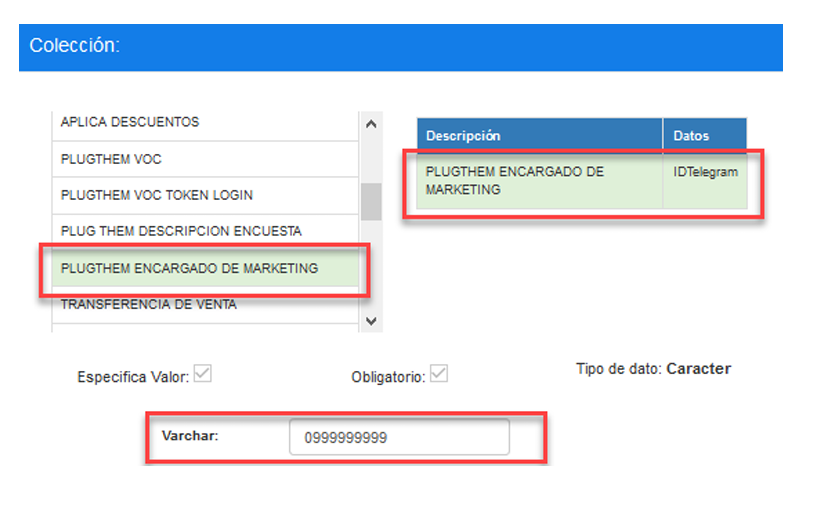 Colección:
APLICA DESCUENTOS
PLUGTHEM VOC
PLUGTHEM VOC TOKEN LOGIN
PLUG THEM DESCRIPCION ENCUESTA
PLUGTHEM ENCARGADO DE MARKETING
TRANSFERENCIA DE VENTA
Descripción Datos
PLUGTHEM ENCARGADO DE IDTelegram
MARKETING
Especifica Valor: Obligatorio: Tipo de dato: Caracter
Varchar: 0999999999